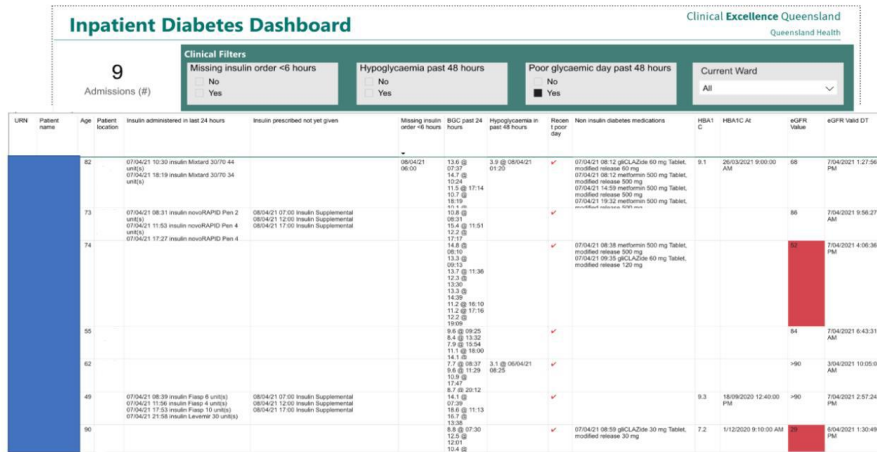 Inpatient Diabetes Dashboard
Clinical Excellence Queensland
Queensland Health
9
Admissions (#)
Clinical Filters
Missing insulin order <6 hours
No
Yes
Hypoglycaemia past 48 hours
No
Yes
Poor glycaemic day past 48 hours
No
Yes
Current Ward
All
URN Patient name Age Patient location Insulin administered in last 24 hours Insulin prescribed not yet given Missing insulin order <6 hours BGC past 24 hours Hypoglycaemia in past 48 hours Recent poor day Non insulin diabetes medications HBA1C HBA1C At eGFR Value eGFR Valid DT
82
07/04/21 10:30 insulin Mixtard 30/70 44 unit(s)
07/04/21 18:19 insulin Mixtard 30/70 34 unit(s)
08/04/21 06:00
13.6 @ 07:37
14.7 @ 10:24
11.5 @ 17:14
10.7 @ 18:19
3.9 @ 08/04/21 01:20
07/04/21 08:12 gliCLAZide 60 mg Tablet, modified release 60 mg
07/04/21 08:12 metformin 500 mg Tablet, modified release 500 mg
07/04/21 14:59 metformin 500 mg Tablet, modified release 500 mg
07/04/21 19:32 metformin 500 mg Tablet,
9.1
26/03/2021 9:00:00 AM
68
7/04/2021 1:27:56 PM
73
07/04/21 08:31 insulin novoRAPID Pen 2 unit(s)
07/04/21 11:53 insulin novoRAPID Pen 4 unit(s)
07/04/21 17:27 insulin novoRAPID Pen 4
08/04/21 07:00 Insulin Supplemental
08/04/21 12:00 Insulin Supplemental
08/04/21 17:00 Insulin Supplemental
10.8 @ 08:31
15.4 @ 11:51
12.2 @ 17:17
86
7/04/2021 9:56:27 AM
74
14.8 @ 08:10
13.3 @ 09:13
13.7 @ 11:36
12.3 @ 13:30
13.3 @ 14:39
11.2 @ 16:10
11.2 @ 17:16
12.2 @ 19:09
07/04/21 08:38 metformin 500 mg Tablet, modified release 500 mg
07/04/21 09:35 gliCLAZide 60 mg Tablet, modified release 120 mg
52
7/04/2021 4:06:36 PM
55
9.6 @ 09:25
8.4 @ 13:32
7.9 @ 15:54
11.1 @ 18:00
14.1 @
84
7/04/2021 6:43:31 AM
62
7.7 @ 08:37
9.6 @ 11:29
10.9 @ 17:47
8.7 @ 20:12
3.1 @ 06/04/21 08:25
>90
3/04/2021 10:05:0 AM
49
07/04/21 08:39 insulin Fiasp 6 unit(s)
07/04/21 11:56 insulin Fiasp 4 unit(s)
07/04/21 17:53 insulin Fiasp 10 unit(s)
07/04/21 21:58 insulin Levemir 30 unit(s)
08/04/21 07:00 Insulin Supplemental
08/04/21 12:00 Insulin Supplemental
08/04/21 17:00 Insulin Supplemental
14.1 @ 07:39
18.6 @ 11:13
16.7 @ 13:38
9.3
18/09/2020 12:40:00 PM
>90
7/04/2021 2:57:24 PM
90
8.8 @ 07:30
12.5 @ 12:01
10.4 @
07/04/21 08:59 gliCLAZide 30 mg Tablet, modified release 30 mg
7.2
1/12/2020 9:10:00 AM
6/04/2021 1:30:49 PM